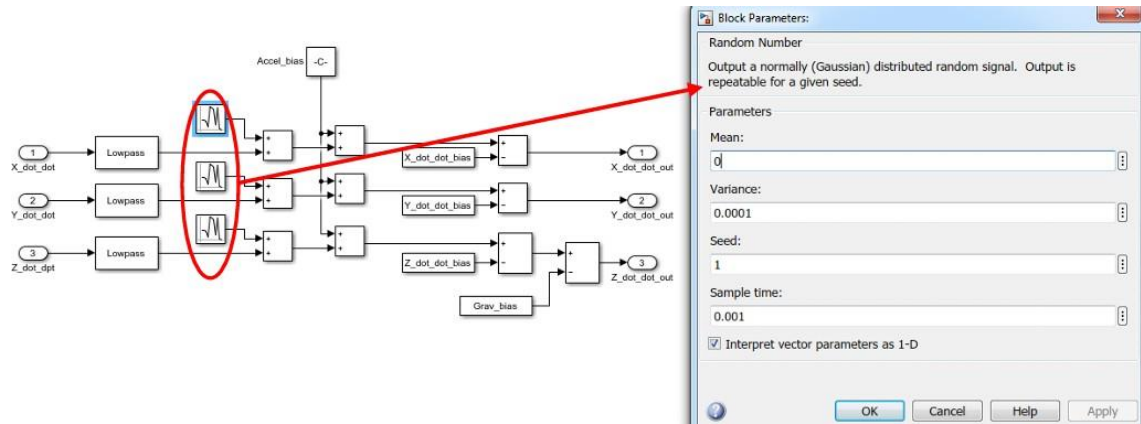 Accel_bias
-C-
1
X_dot_dot
Lowpass
X_dot_dot_bias
1
X_dot_dot_out
2
Y_dot_dot
Lowpass
Y_dot_dot_bias
2
Y_dot_dot_out
3
Z_dot_dpt
Lowpass
Z_dot_dot_bias
3
Z_dot_dot_out
Grav_bias
Block Parameters:
Random Number
Output a normally (Gaussian) distributed random signal. Output is
repeatable for a given seed.
Parameters
Mean:
0
Variance:
0.0001
Seed:
1
Sample time:
0.001
Interpret vector parameters as 1-D
OK Cancel Help Apply